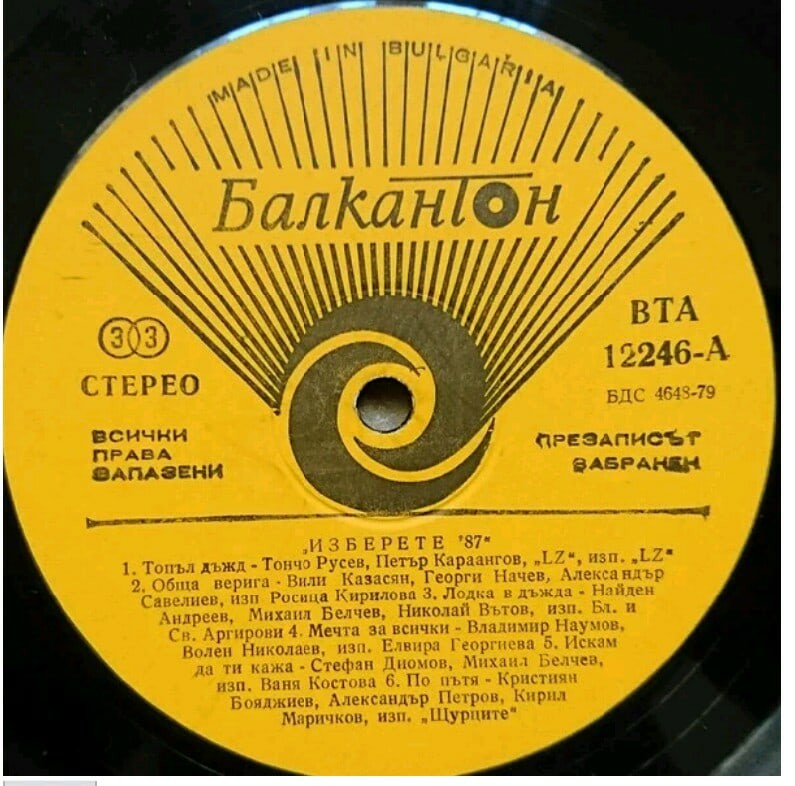 MADE IN BULGARIA
Балкантон
33
СТЕРЕО
ВСИЧКИ
ПРАВА
ЗАПАЗЕНИ
ВТА
12246-А
БДС 4648-79
ПРЕЗАПИСЪТ
ЗАБРАНЕН
„ИЗБЕРЕТЕ '87“
1. Топъл дъжд - Тончо Русев, Петър Караангов, „LZ“, изп. „LZ“
2. Обща верига - Вили Казасян, Георги Начев, Александър
Савелиев, изп Росица Кирилова 3. Лодка в дъжда - Найден
Андреев, Михаил Белчев, Николай Вътов, изп. Бл. и
Св. Аргирови 4. Мечта за всички - Владимир Наумов,
Волен Николаев, изп. Елвира Георгиева 5. Искам
да ти кажа - Стефан Диомов, Михаил Белчев,
изп. Ваня Костова 6. По пътя - Кристиян
Бояджиев, Александър Петров, Кирил
Маричков, изп. „Щурците“